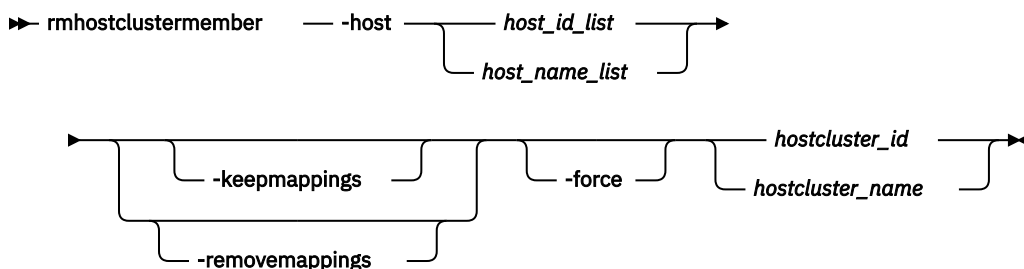 rmhostclustermember -host host_id_list
host_name_list
hostcluster_id
-keepmappings -force hostcluster_name
-removemappings